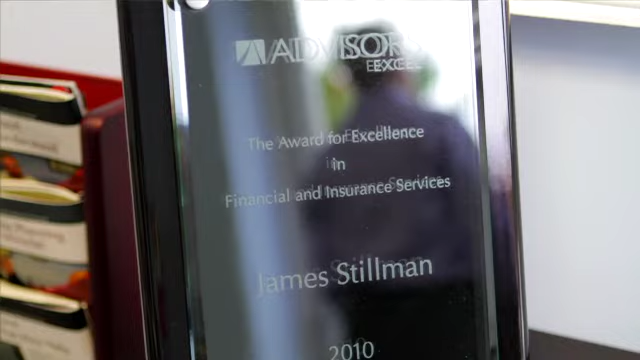 ADVISORS
EXCEL
The Award for Excellence
in
Financial and Insurance Services
James Stillman
2010